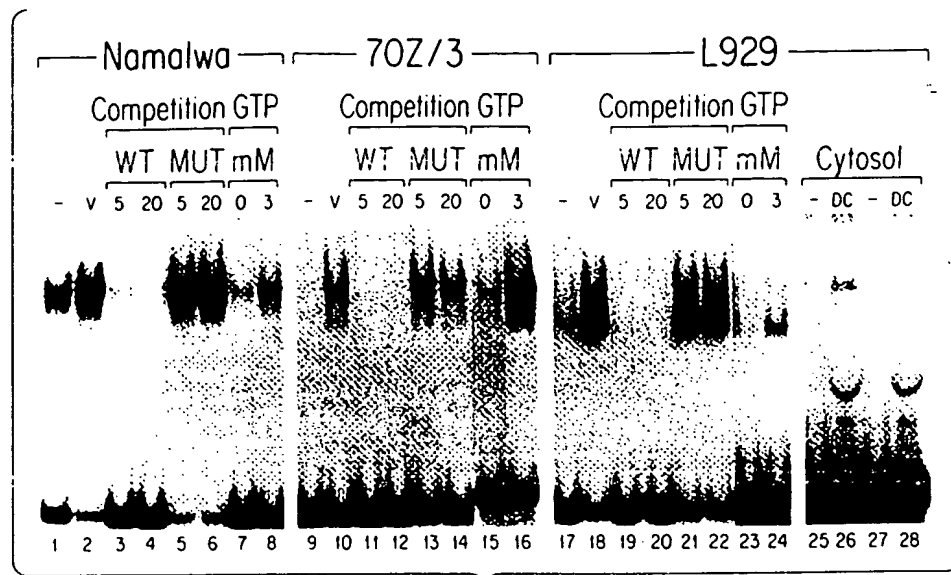 Namalwa 70Z/3 L929
Competition GTP Competition GTP Competition GTP
WT MUT mM WT MUT mM WT MUT mM Cytosol
- V 5 20 5 20 0 3 - V 5 20 5 20 0 3 - V 5 20 5 20 0 3 - DC - DC
1 2 3 4 5 6 7 8 9 10 11 12 13 14 15 16 17 18 19 20 21 22 23 24 25 26 27 28